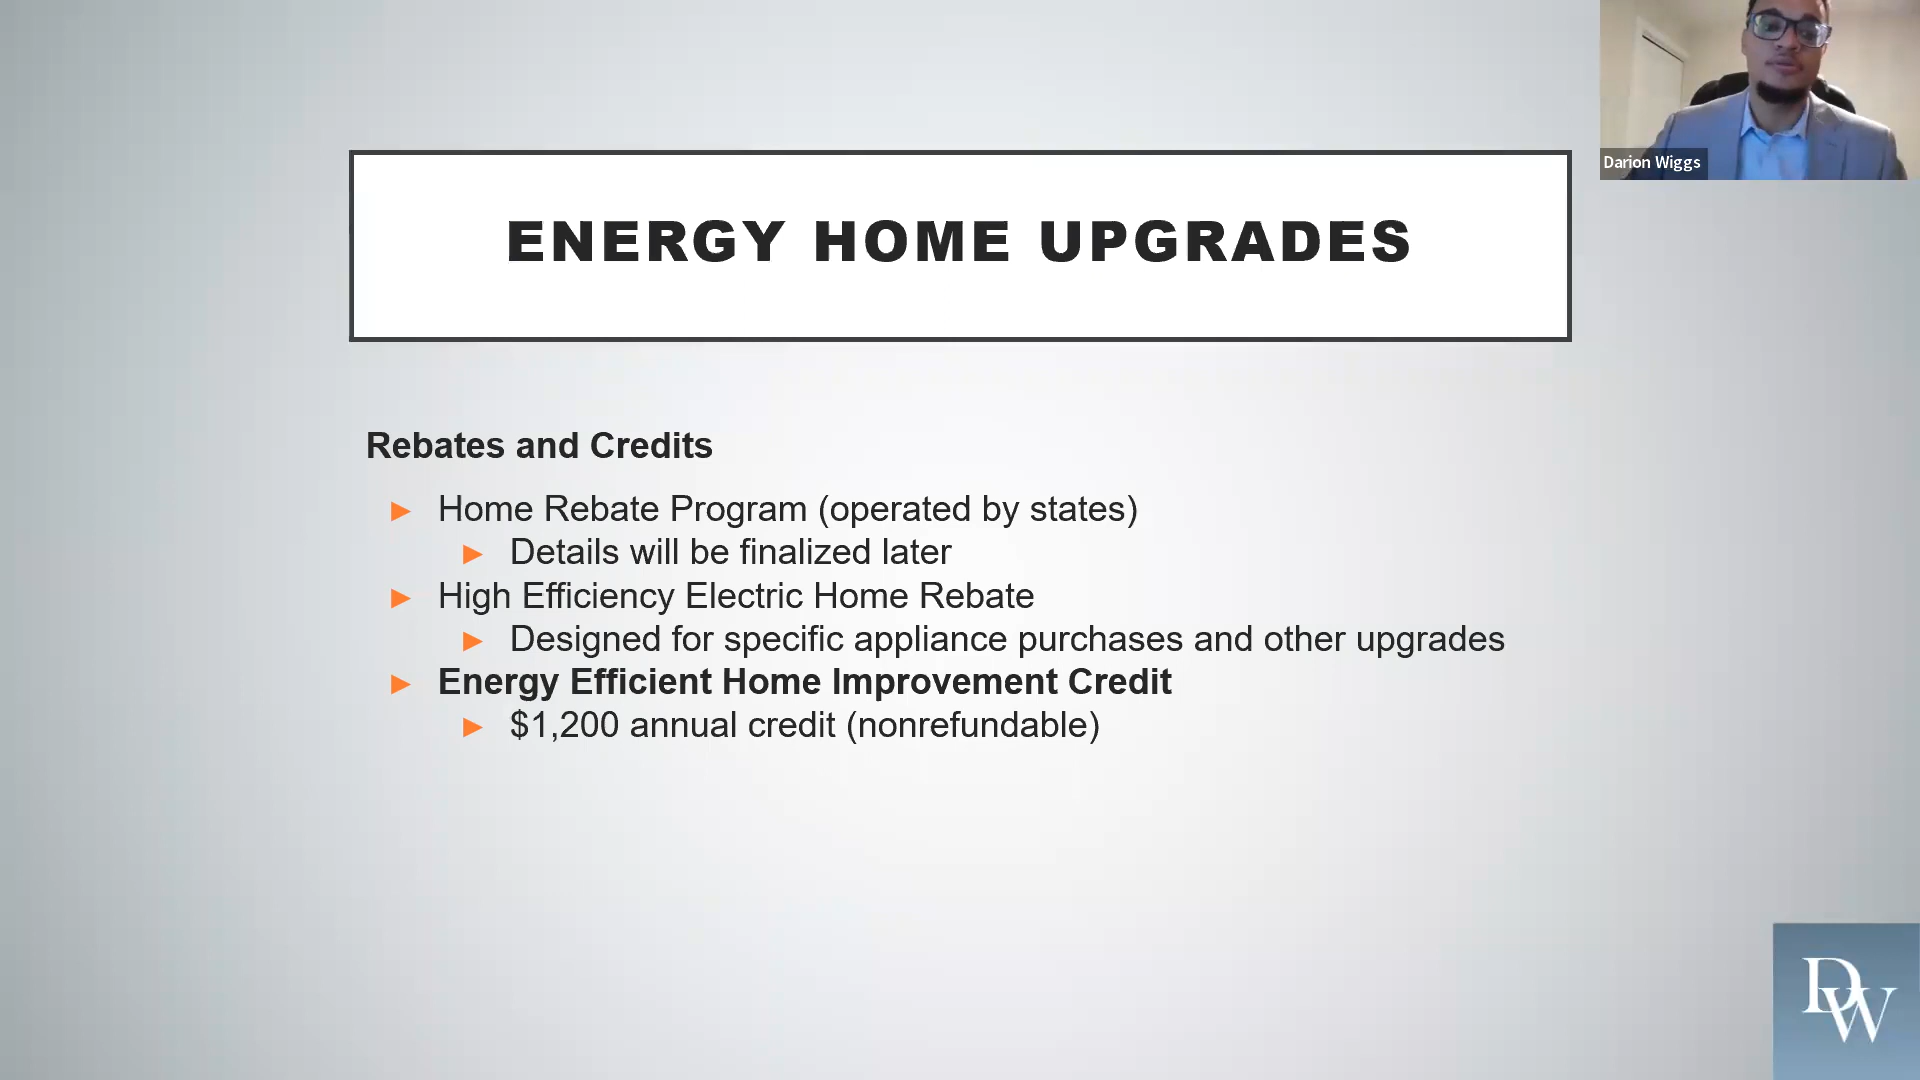 Darion Wiggs
ENERGY HOME UPGRADES
Rebates and Credits
Home Rebate Program (operated by states)
Details will be finalized later
High Efficiency Electric Home Rebate
Designed for specific appliance purchases and other upgrades
Energy Efficient Home Improvement Credit
$1,200 annual credit (nonrefundable)
DW